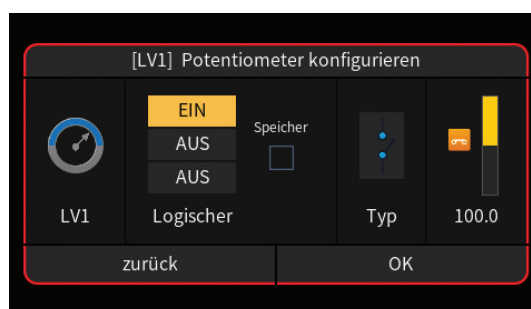 [LV1] Potentiometer konfigurieren
EIN
AUS
AUS
Speicher
LV1
Logischer
Typ
100.0
zurück
OK